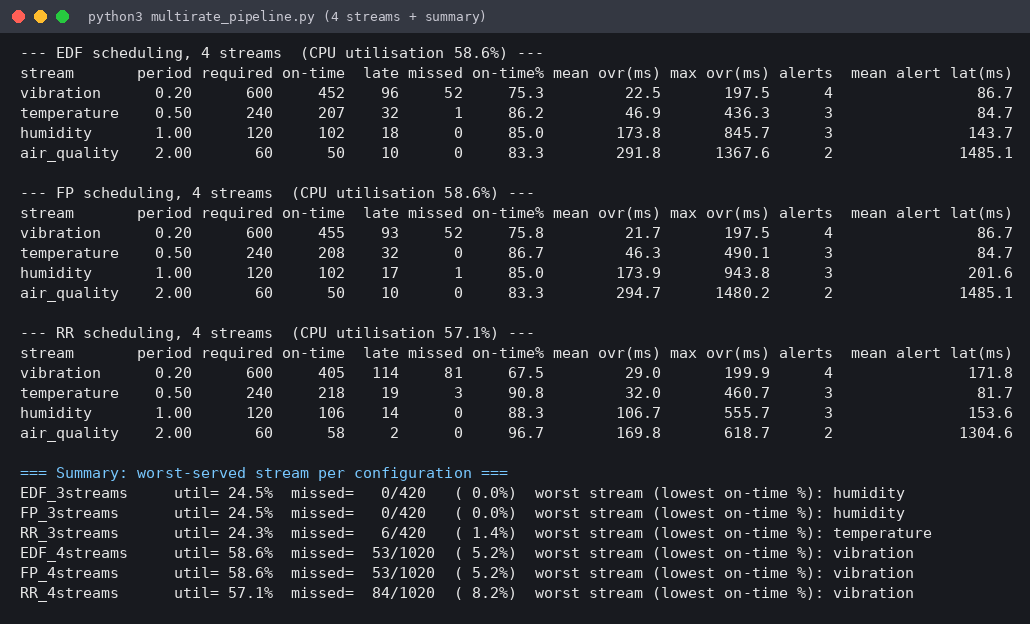 python3 multirate_pipeline.py (4 streams + summary)
--- EDF scheduling, 4 streams  (CPU utilisation 58.6%) ---
stream       period required on-time  late missed on-time% mean ovr(ms) max ovr(ms) alerts  mean alert lat(ms)
vibration      0.20      600     452    96     52     75.3         22.5       197.5      4                86.7
temperature    0.50      240     207    32      1     86.2         46.9       436.3      3                84.7
humidity       1.00      120     102    18      0     85.0        173.8       845.7      3               143.7
air_quality    2.00       60      50    10      0     83.3        291.8      1367.6      2              1485.1
--- FP scheduling, 4 streams  (CPU utilisation 58.6%) ---
stream       period required on-time  late missed on-time% mean ovr(ms) max ovr(ms) alerts  mean alert lat(ms)
vibration      0.20      600     455    93     52     75.8         21.7       197.5      4                86.7
temperature    0.50      240     208    32      0     86.7         46.3       490.1      3                84.7
humidity       1.00      120     102    17      1     85.0        173.9       943.8      3               201.6
air_quality    2.00       60      50    10      0     83.3        294.7      1480.2      2              1485.1
--- RR scheduling, 4 streams  (CPU utilisation 57.1%) ---
stream       period required on-time  late missed on-time% mean ovr(ms) max ovr(ms) alerts  mean alert lat(ms)
vibration      0.20      600     405   114     81     67.5         29.0       199.9      4               171.8
temperature    0.50      240     218    19      3     90.8         32.0       460.7      3                81.7
humidity       1.00      120     106    14      0     88.3        106.7       555.7      3               153.6
air_quality    2.00       60      58     2      0     96.7        169.8       618.7      2              1304.6
=== Summary: worst-served stream per configuration ===
EDF_3streams     util= 24.5%  missed=   0/420   ( 0.0%)  worst stream (lowest on-time %): humidity
FP_3streams      util= 24.5%  missed=   0/420   ( 0.0%)  worst stream (lowest on-time %): humidity
RR_3streams      util= 24.3%  missed=   6/420   ( 1.4%)  worst stream (lowest on-time %): temperature
EDF_4streams     util= 58.6%  missed=  53/1020  ( 5.2%)  worst stream (lowest on-time %): vibration
FP_4streams      util= 58.6%  missed=  53/1020  ( 5.2%)  worst stream (lowest on-time %): vibration
RR_4streams      util= 57.1%  missed=  84/1020  ( 8.2%)  worst stream (lowest on-time %): vibration